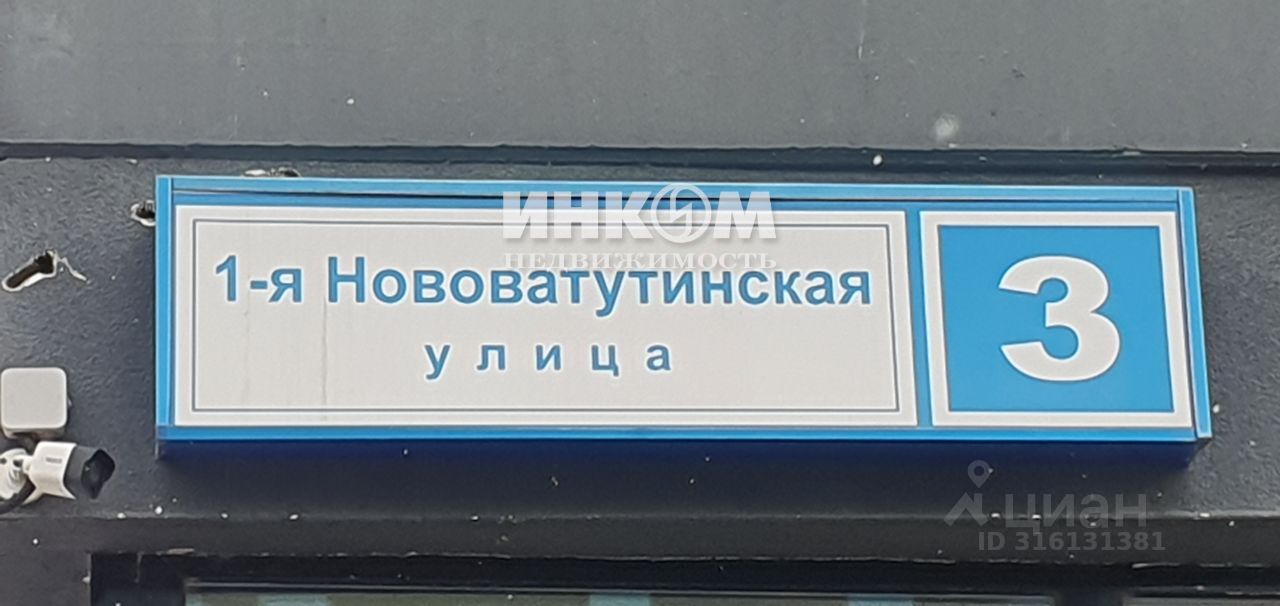 ИНКОМ
НЕДВИЖИМОСТЬ
1-я Нововатутинская
улица
3
циан
ID 316131381